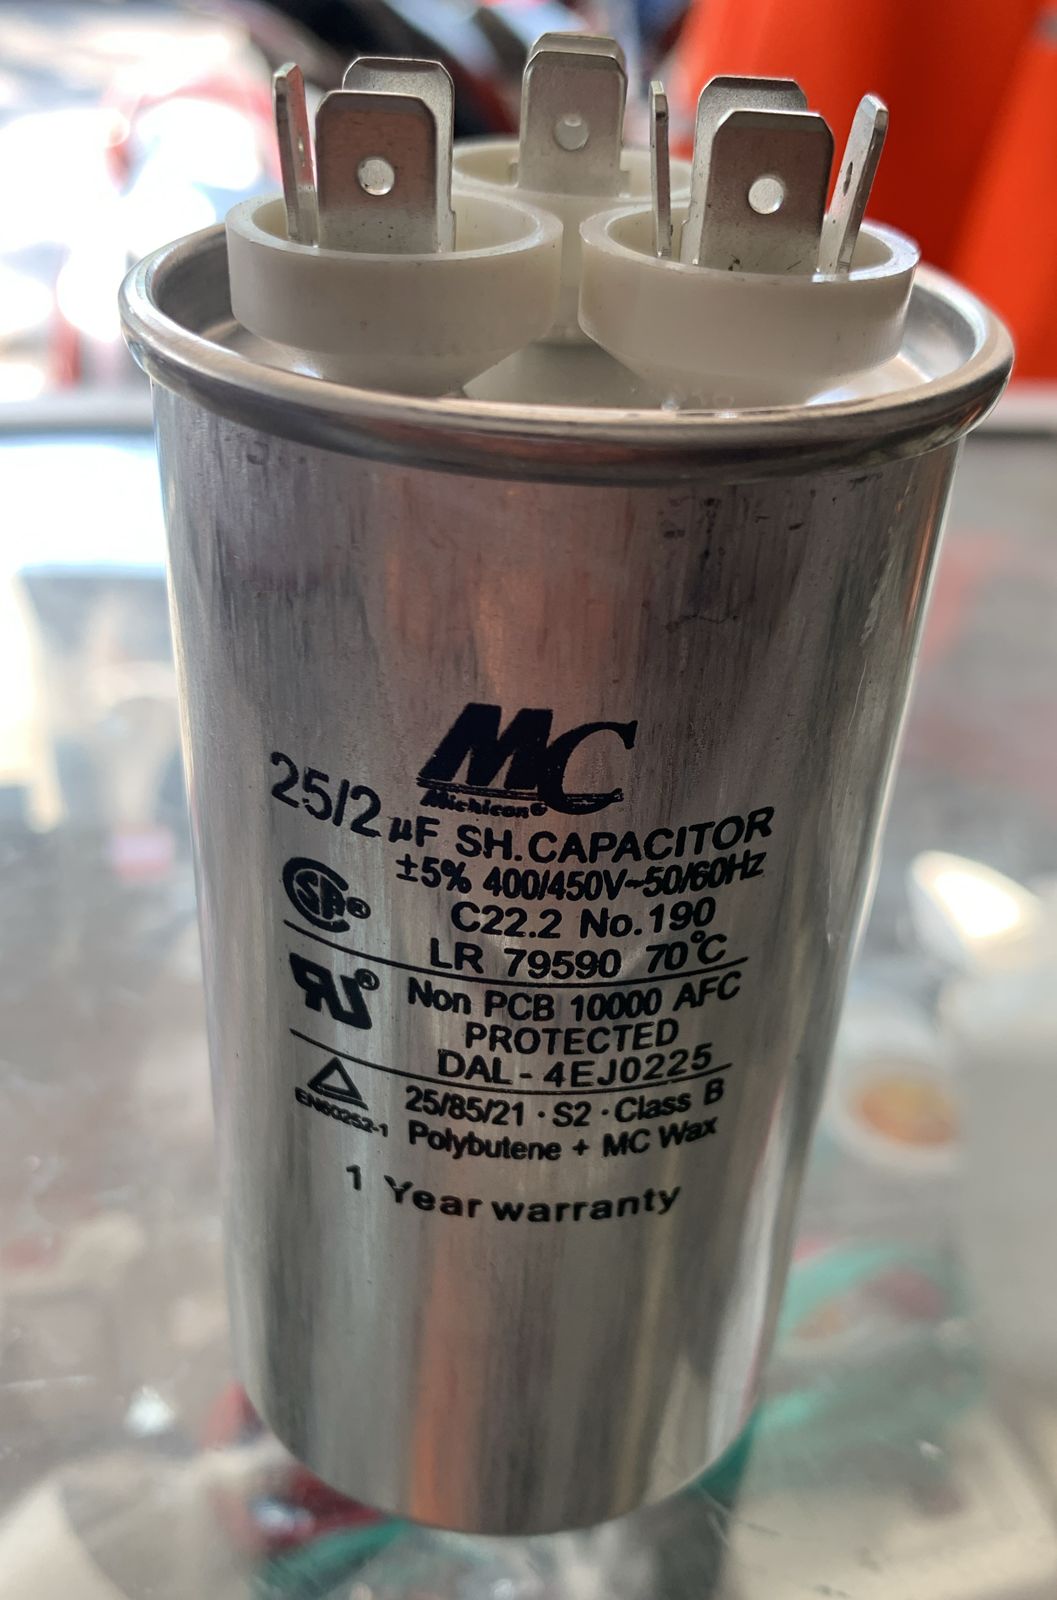 MC
Michicon®
25/2 µF SH. CAPACITOR
±5% 400/450V~50/60Hz
SA®
C22.2 No.190
LR 79590 70°C
RU®
Non PCB 10000 AFC
PROTECTED
DAL - 4EJ0225
EN60252-1
25/85/21 · S2 · Class B
Polybutene + MC Wax
1 Year warranty